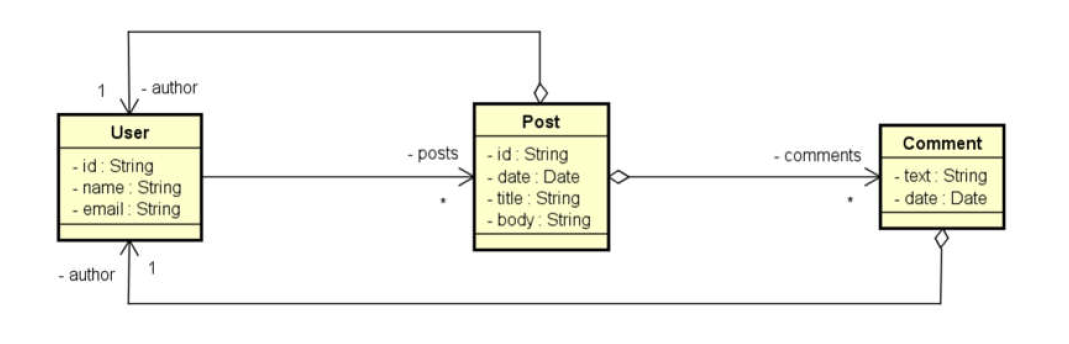 1
- author
User
- id : String
- name : String
- email : String
- author
1
- posts
*
Post
- id : String
- date : Date
- title : String
- body : String
- comments
*
Comment
- text : String
- date : Date